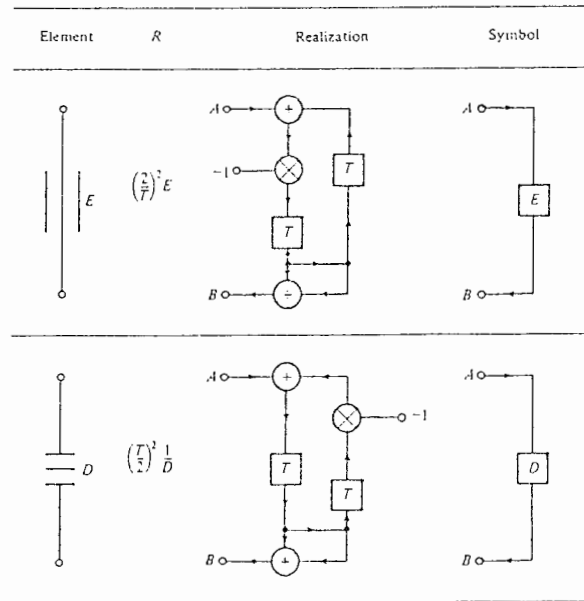 Element R Realization Symbol
A + A
-1 × T
E (2/T)² E E
T
B + B
A + A
× -1
D (T/2)² 1/D T D
T
B + B